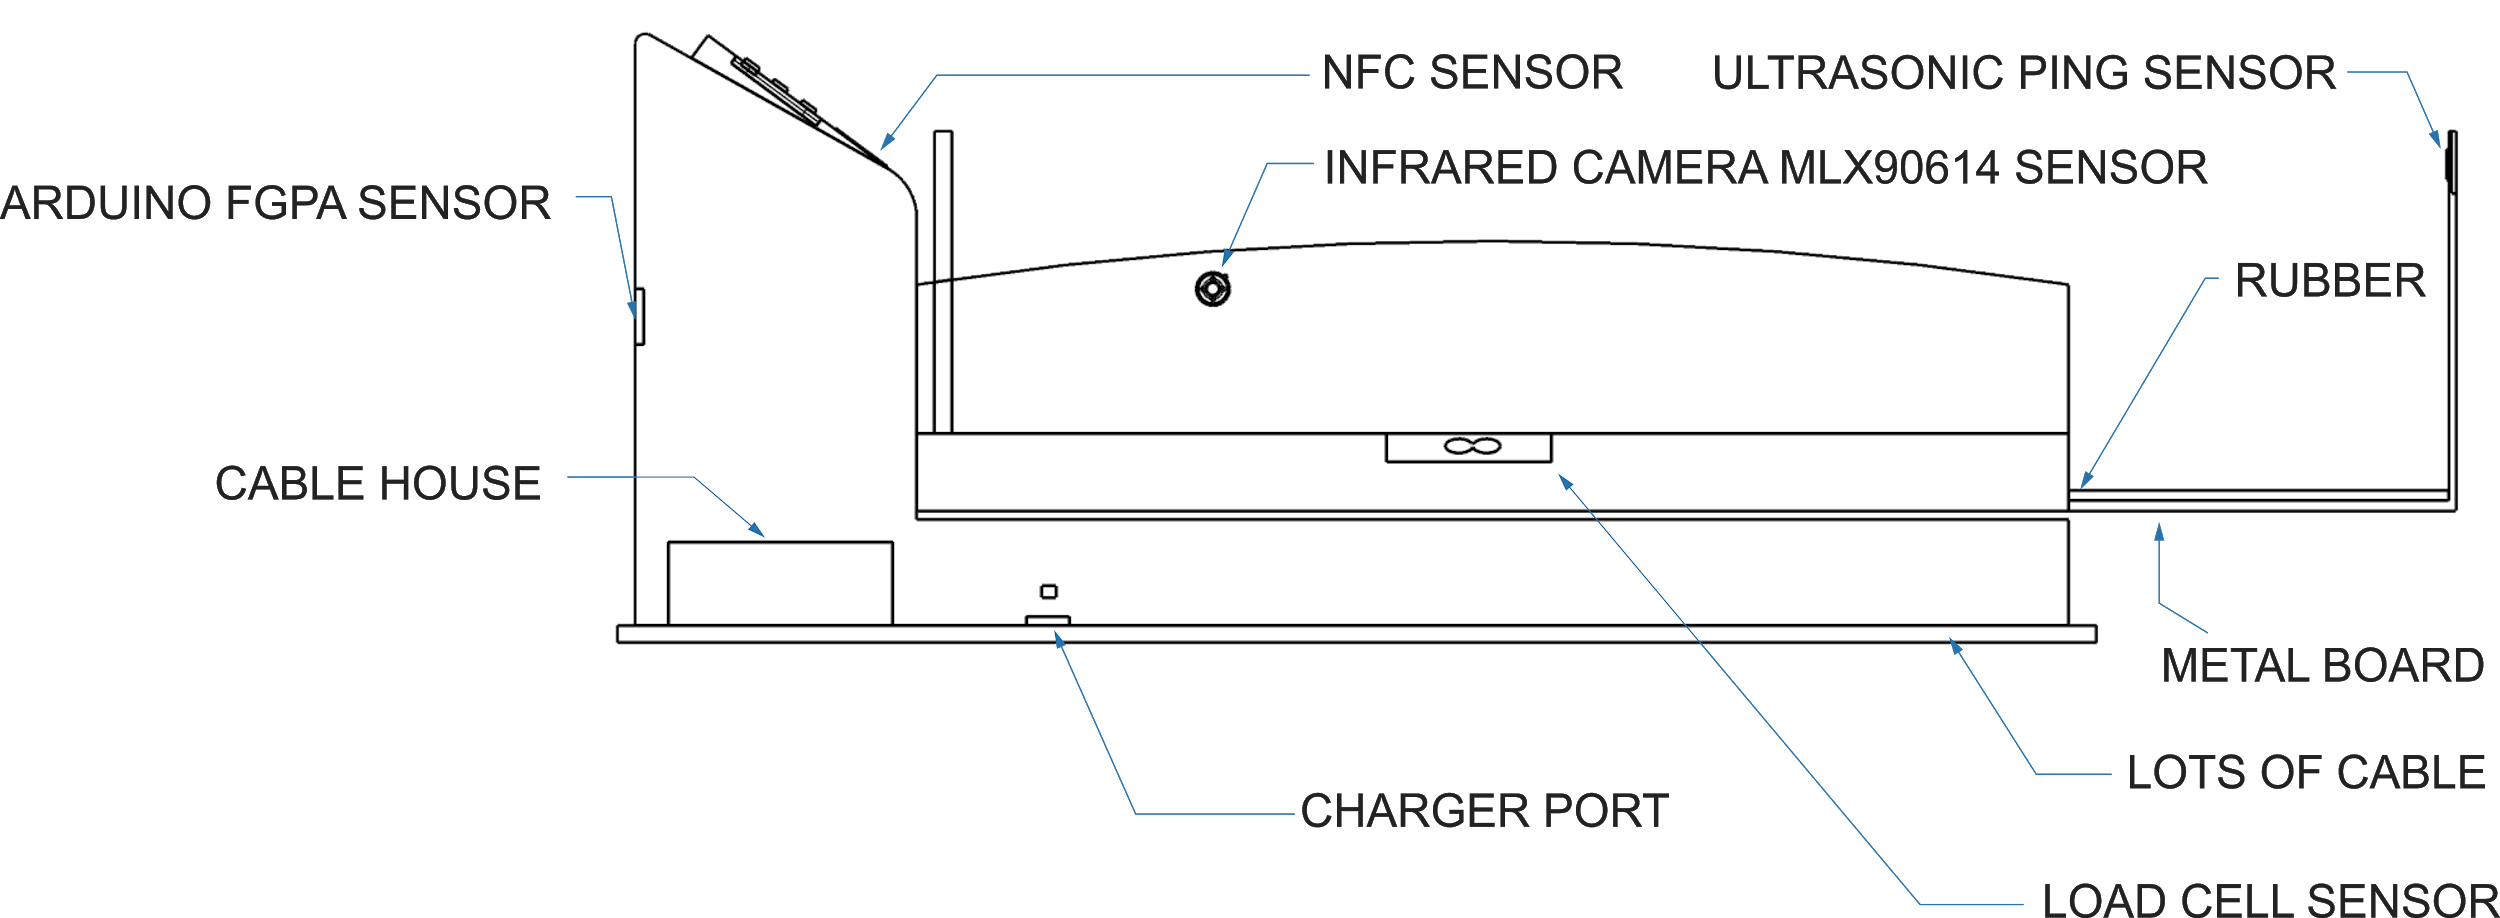 NFC SENSOR
ULTRASONIC PING SENSOR
INFRARED CAMERA MLX90614 SENSOR
ARDUINO FGPA SENSOR
RUBBER
CABLE HOUSE
METAL BOARD
LOTS OF CABLE
CHARGER PORT
LOAD CELL SENSOR